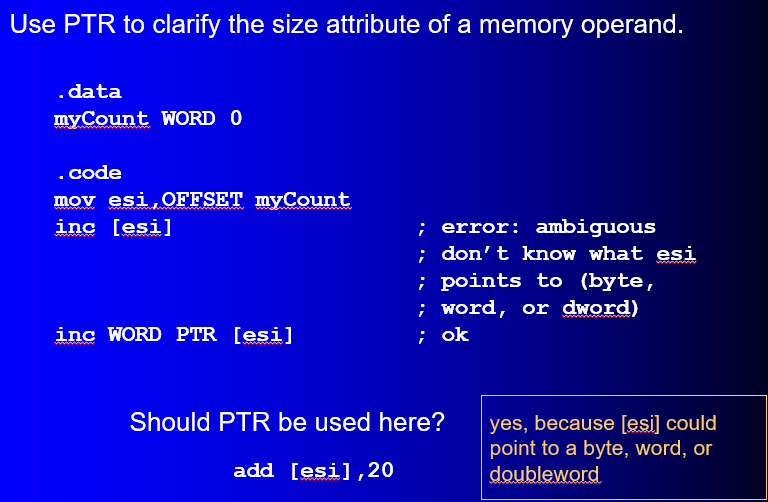 Use PTR to clarify the size attribute of a memory operand.
.data
myCount WORD 0
.code
mov esi,OFFSET myCount
inc [esi] ; error: ambiguous
; don’t know what esi
; points to (byte,
; word, or dword)
inc WORD PTR [esi] ; ok
Should PTR be used here?
add [esi],20
yes, because [esi] could
point to a byte, word, or
doubleword